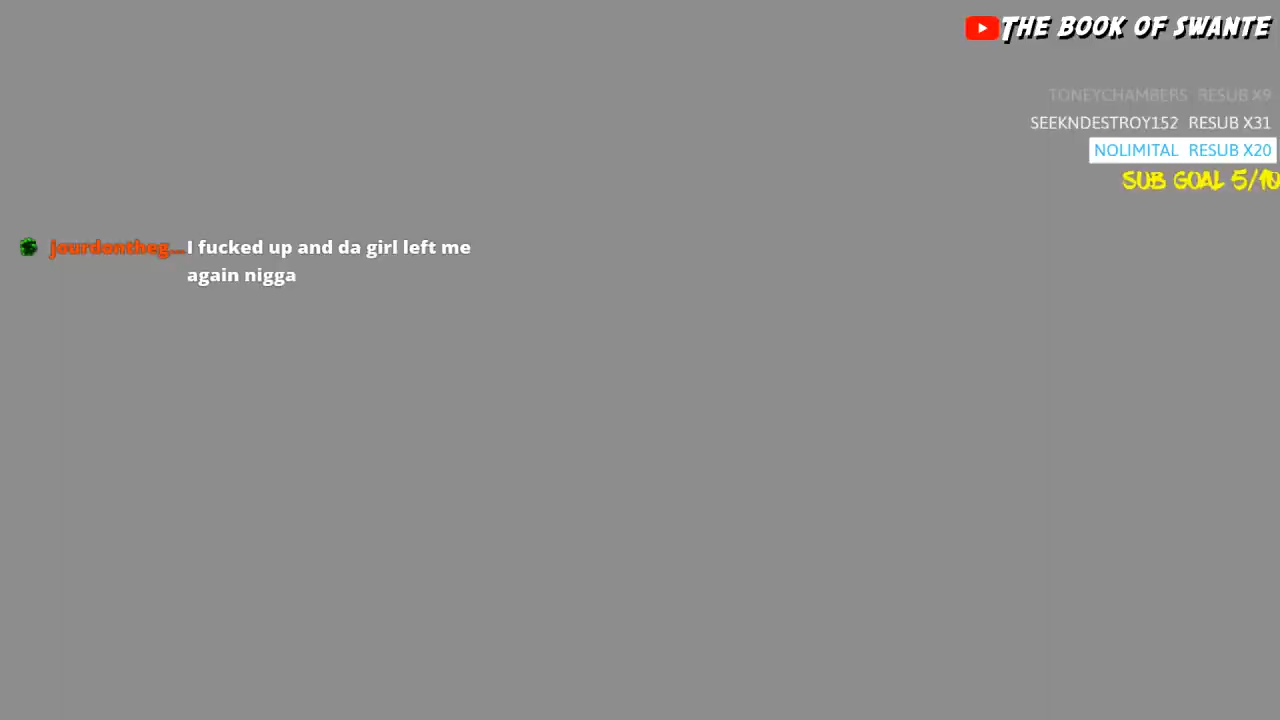 THE BOOK OF SWANTE
TONEYCHAMBERS RESUB X9
SEEKNDESTROY152 RESUB X31
NOLIMITAL RESUB X20
SUB GOAL 5/10
jourdontheg...I fucked up and da girl left me
again nigga